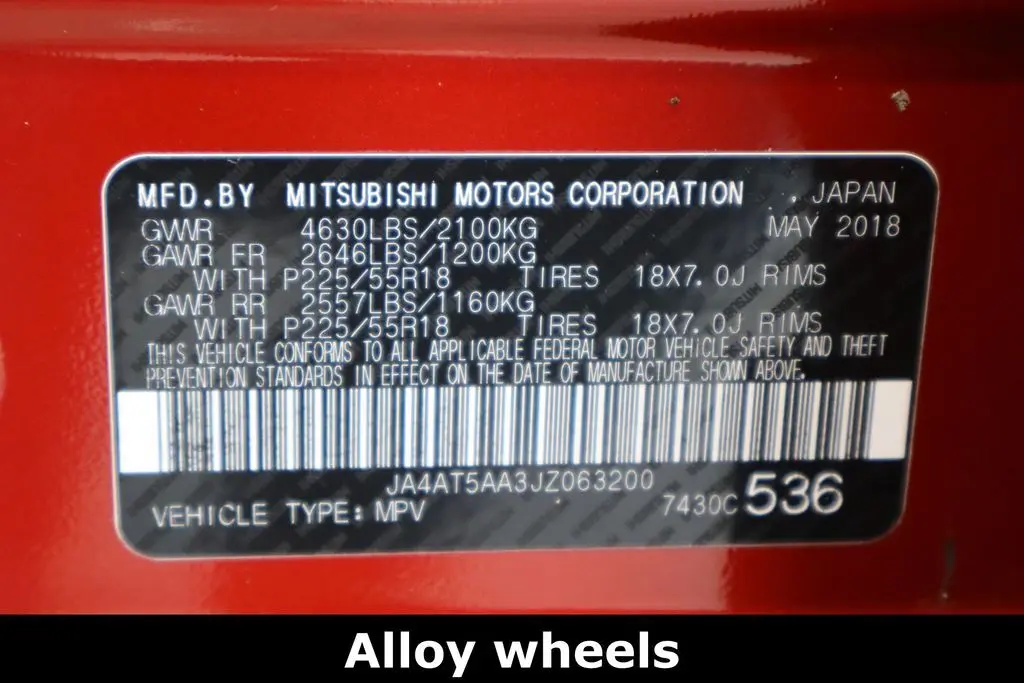 MFD.BY MITSUBISHI MOTORS CORPORATION . . JAPAN
GVWR 4630LBS/2100KG MAY 2018
GAWR FR 2646LBS/1200KG
WITH P225/55R18 TIRES 18X7.0J RIMS
GAWR RR 2557LBS/1160KG
WITH P225/55R18 TIRES 18X7.0J RIMS
THIS VEHICLE CONFORMS TO ALL APPLICABLE FEDERAL MOTOR VEHICLE SAFETY AND THEFT
PREVENTION STANDARDS IN EFFECT ON THE DATE OF MANUFACTURE SHOWN ABOVE.
JA4AT5AA3JZ063200
VEHICLE TYPE: MPV 7430C 536
Alloy wheels